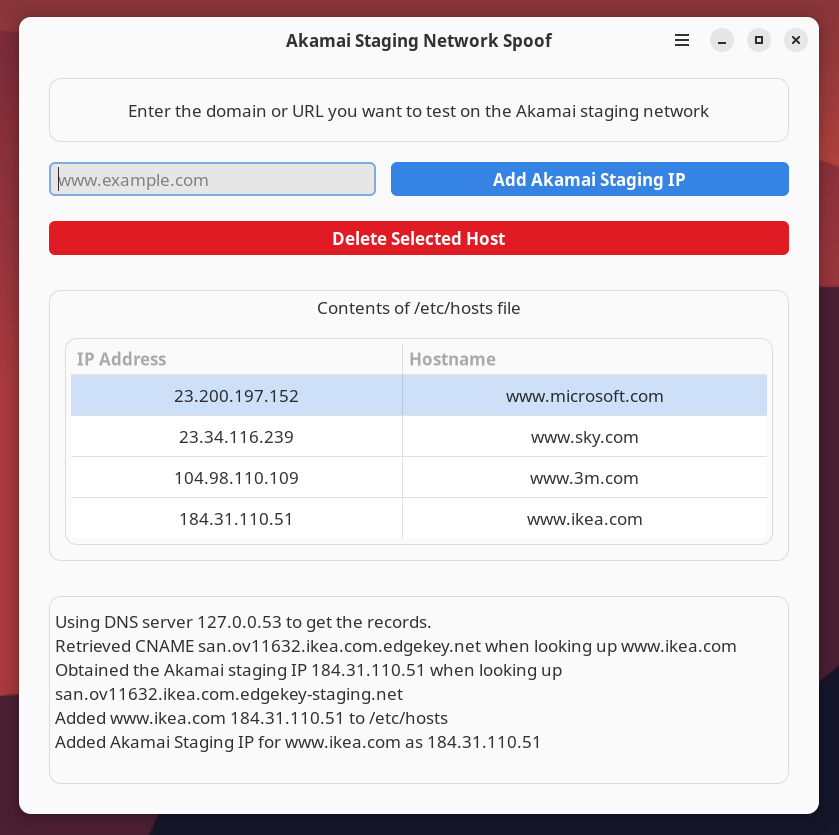 Akamai Staging Network Spoof
Enter the domain or URL you want to test on the Akamai staging network
www.example.com
Add Akamai Staging IP
Delete Selected Host
Contents of /etc/hosts file
IP Address Hostname
23.200.197.152 www.microsoft.com
23.34.116.239 www.sky.com
104.98.110.109 www.3m.com
184.31.110.51 www.ikea.com
Using DNS server 127.0.0.53 to get the records.
Retrieved CNAME san.ov11632.ikea.com.edgekey.net when looking up www.ikea.com
Obtained the Akamai staging IP 184.31.110.51 when looking up
san.ov11632.ikea.com.edgekey-staging.net
Added www.ikea.com 184.31.110.51 to /etc/hosts
Added Akamai Staging IP for www.ikea.com as 184.31.110.51